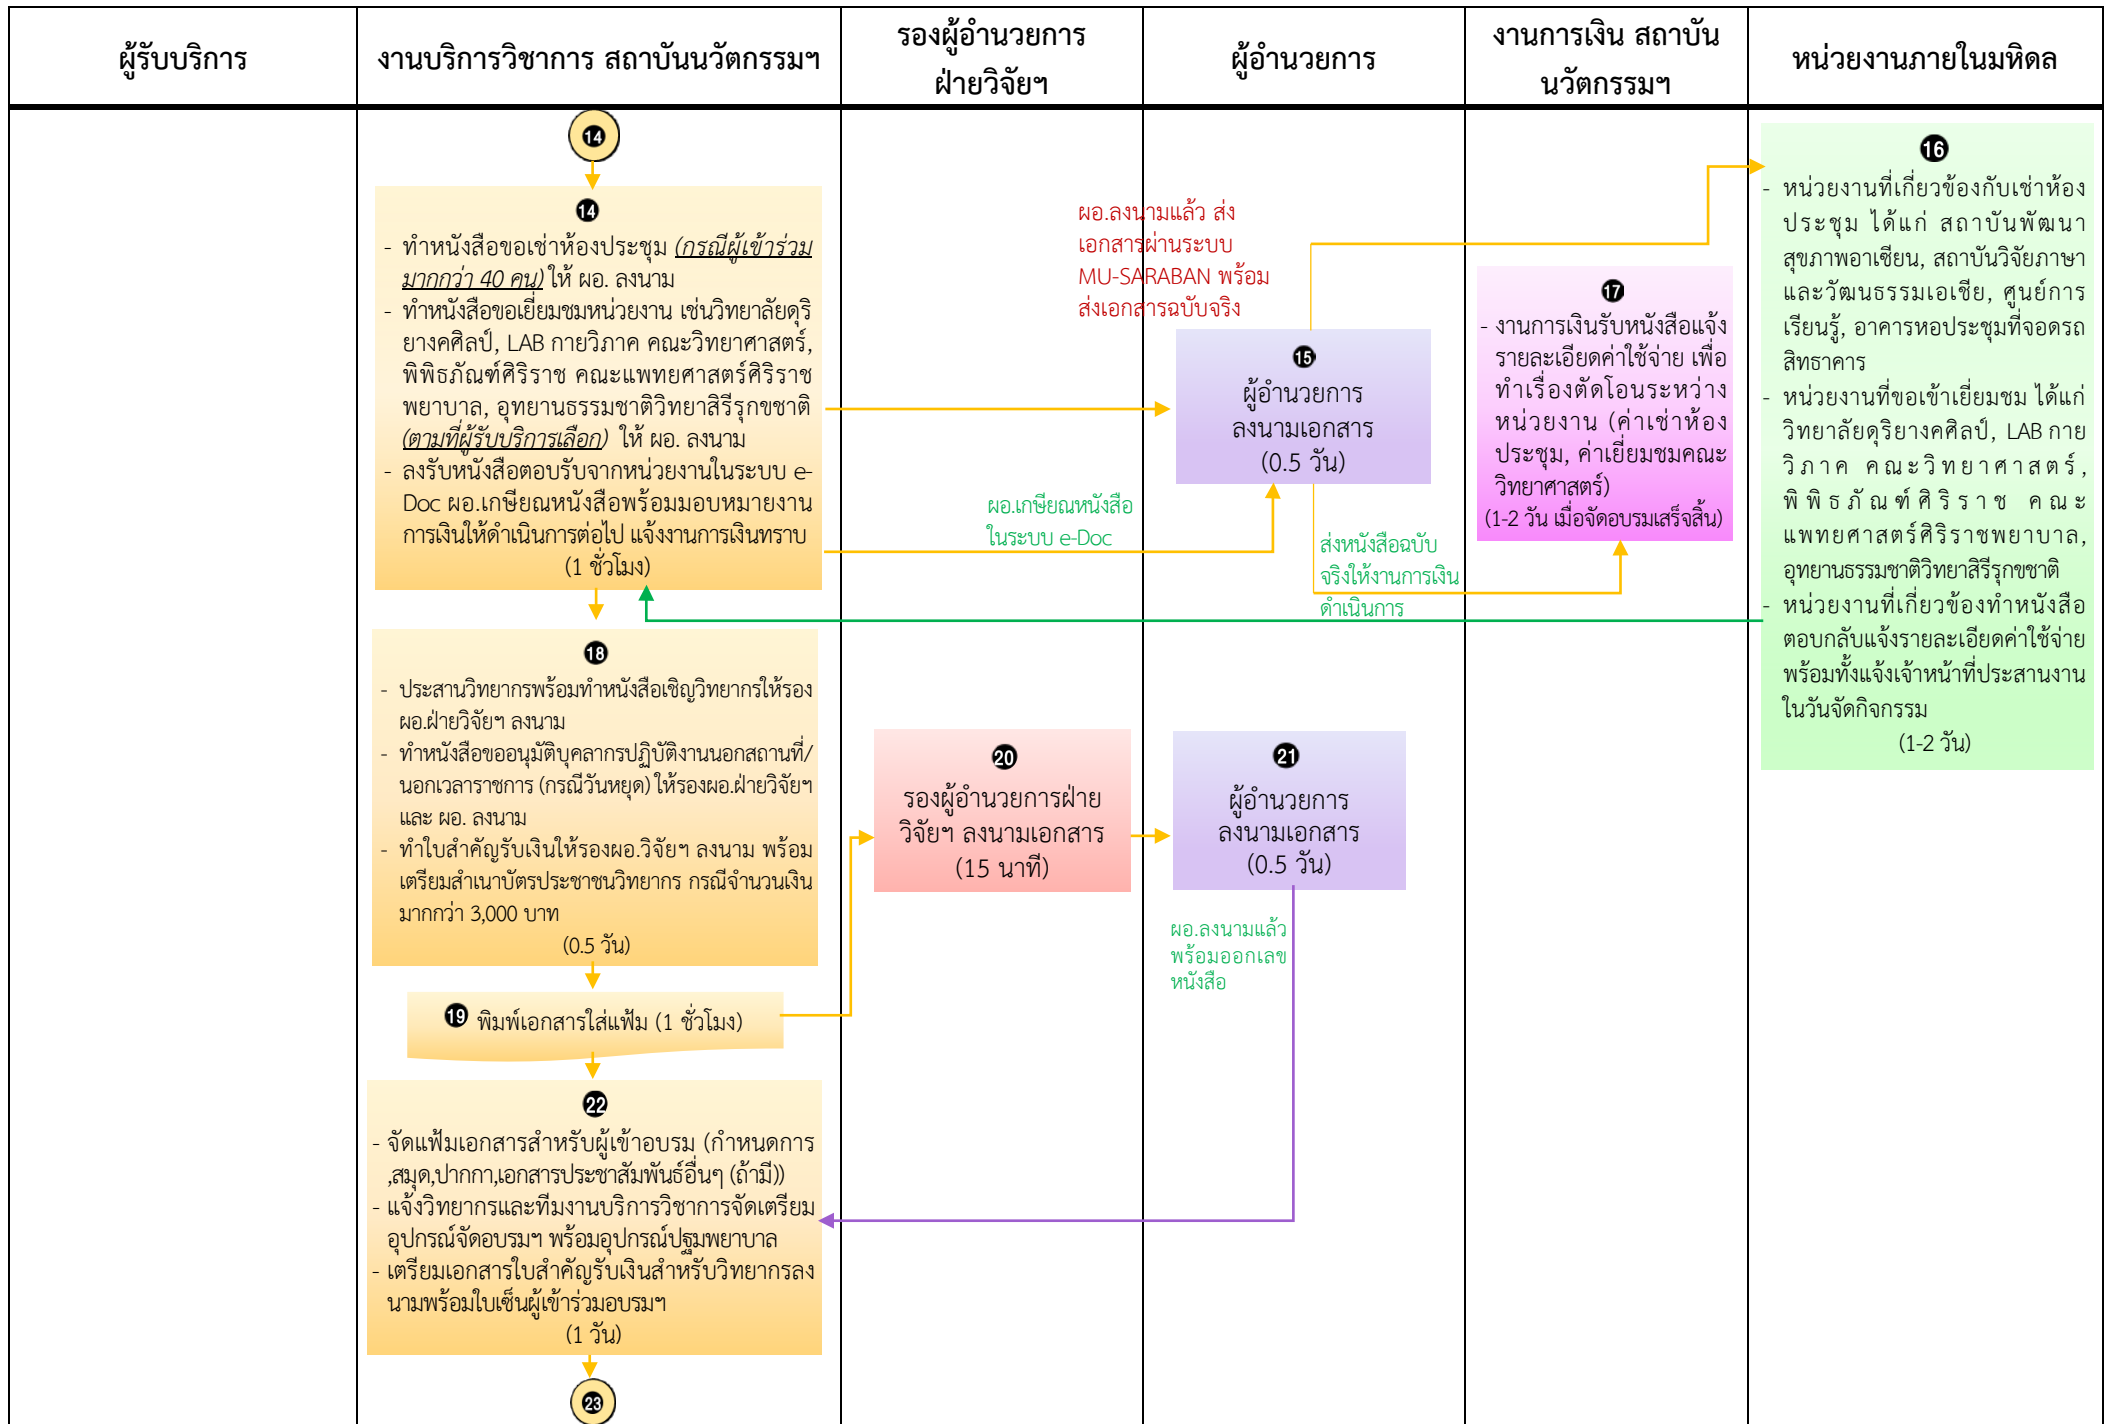 ผู้รับบริการ
งานบริการวิชาการ สถาบันนวัตกรรมฯ
รองผู้อำนวยการ
ฝ่ายวิจัยฯ
ผู้อำนวยการ
งานการเงิน สถาบัน
นวัตกรรมฯ
หน่วยงานภายในมหิดล
14
14
- ทำหนังสือขอเช่าห้องประชุม (กรณีผู้เข้าร่วม
มากกว่า 40 คน) ให้ ผอ. ลงนาม
- ทำหนังสือขอเยี่ยมชมหน่วยงาน เช่นวิทยาลัยดุริ
ยางคศิลป์, LAB กายวิภาค คณะวิทยาศาสตร์,
พิพิธภัณฑ์ศิริราช คณะแพทยศาสตร์ศิริราช
พยาบาล, อุทยานธรรมชาติวิทยาสิรีรุกขชาติ
(ตามที่ผู้รับบริการเลือก) ให้ ผอ. ลงนาม
- ลงรับหนังสือตอบรับจากหน่วยงานในระบบ e-
Doc ผอ.เกษียณหนังสือพร้อมมอบหมายงาน
การเงินให้ดำเนินการต่อไป แจ้งงานการเงินทราบ
(1 ชั่วโมง)
ผอ.ลงนามแล้ว ส่ง
เอกสารผ่านระบบ
MU-SARABAN พร้อม
ส่งเอกสารฉบับจริง
15
ผู้อำนวยการ
ลงนามเอกสาร
(0.5 วัน)
ผอ.เกษียณหนังสือ
ในระบบ e-Doc
ส่งหนังสือฉบับ
จริงให้งานการเงิน
ดำเนินการ
17
- งานการเงินรับหนังสือแจ้ง
รายละเอียดค่าใช้จ่าย เพื่อ
ทำเรื่องตัดโอนระหว่าง
หน่วยงาน (ค่าเช่าห้อง
ประชุม, ค่าเยี่ยมชมคณะ
วิทยาศาสตร์)
(1-2 วัน เมื่อจัดอบรมเสร็จสิ้น)
16
- หน่วยงานที่เกี่ยวข้องกับเช่าห้อง
ประชุม ได้แก่ สถาบันพัฒนา
สุขภาพอาเซียน, สถาบันวิจัยภาษา
และวัฒนธรรมเอเชีย, ศูนย์การ
เรียนรู้, อาคารหอประชุมที่จอดรถ
สิทธาคาร
- หน่วยงานที่ขอเข้าเยี่ยมชม ได้แก่
วิทยาลัยดุริยางคศิลป์, LAB กาย
วิภาค คณะวิทยาศาสตร์,
พิพิธภัณฑ์ศิริราช คณะ
แพทยศาสตร์ศิริราชพยาบาล,
อุทยานธรรมชาติวิทยาสิรีรุกขชาติ
- หน่วยงานที่เกี่ยวข้องทำหนังสือ
ตอบกลับแจ้งรายละเอียดค่าใช้จ่าย
พร้อมทั้งแจ้งเจ้าหน้าที่ประสานงาน
ในวันจัดกิจกรรม
(1-2 วัน)
18
- ประสานวิทยากรพร้อมทำหนังสือเชิญวิทยากรให้รอง
ผอ.ฝ่ายวิจัยฯ ลงนาม
- ทำหนังสือขออนุมัติบุคลากรปฏิบัติงานนอกสถานที่/
นอกเวลาราชการ (กรณีวันหยุด) ให้รองผอ.ฝ่ายวิจัยฯ
และ ผอ. ลงนาม
- ทำใบสำคัญรับเงินให้รองผอ.วิจัยฯ ลงนาม พร้อม
เตรียมสำเนาบัตรประชาชนวิทยากร กรณีจำนวนเงิน
มากกว่า 3,000 บาท
(0.5 วัน)
20
รองผู้อำนวยการฝ่าย
วิจัยฯ ลงนามเอกสาร
(15 นาที)
21
ผู้อำนวยการ
ลงนามเอกสาร
(0.5 วัน)
ผอ.ลงนามแล้ว
พร้อมออกเลข
หนังสือ
19 พิมพ์เอกสารใส่แฟ้ม (1 ชั่วโมง)
22
- จัดแฟ้มเอกสารสำหรับผู้เข้าอบรม (กำหนดการ
,สมุด,ปากกา,เอกสารประชาสัมพันธ์อื่นๆ (ถ้ามี))
- แจ้งวิทยากรและทีมงานบริการวิชาการจัดเตรียม
อุปกรณ์จัดอบรมฯ พร้อมอุปกรณ์ปฐมพยาบาล
- เตรียมเอกสารใบสำคัญรับเงินสำหรับวิทยากรลง
นามพร้อมใบเซ็นผู้เข้าร่วมอบรมฯ
(1 วัน)
23